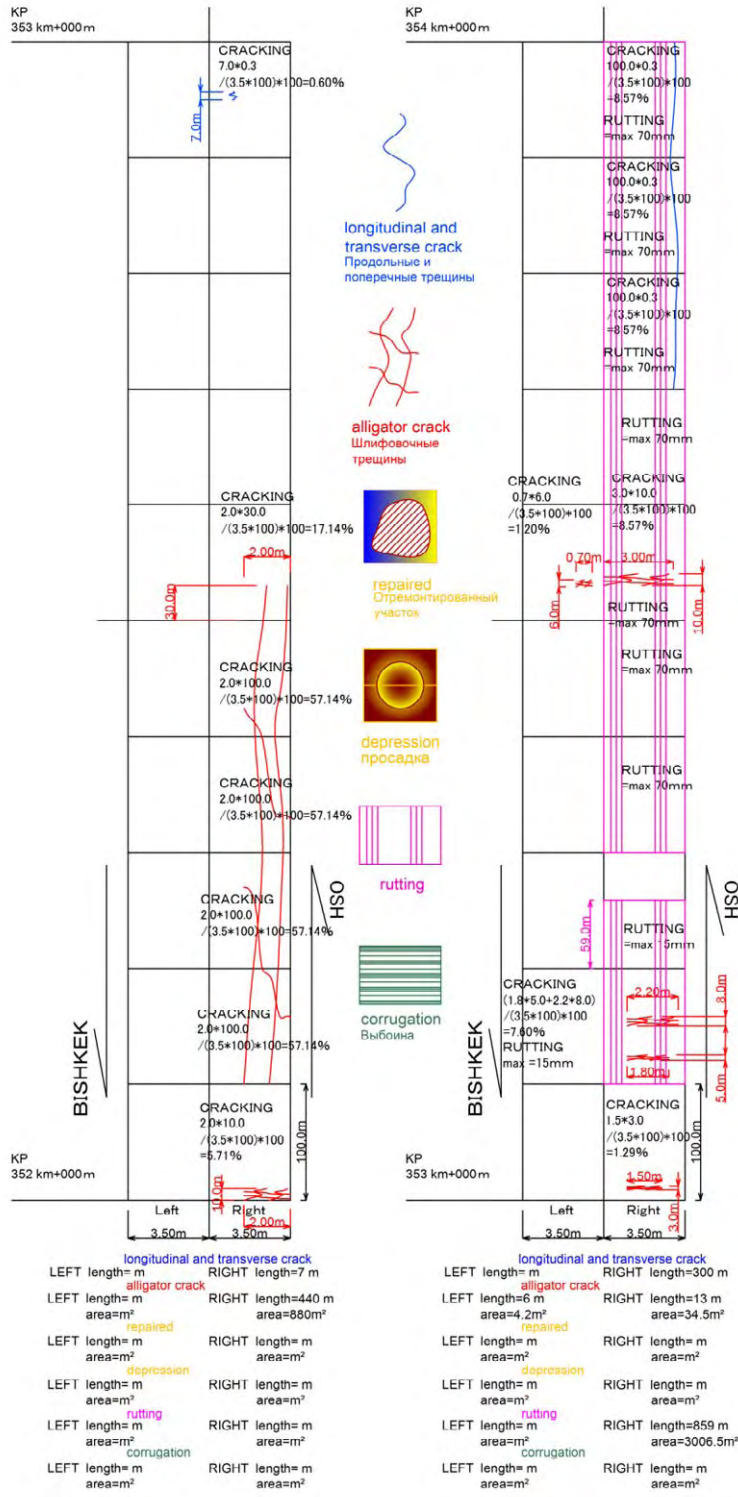 KP
353 km+000m
CRACKING
7.0*0.3
/(3.5*100)*100=0.60%
7.0m
CRACKING
2.0*30.0
/(3.5*100)*100=17.14%
2.00m
30.0m
CRACKING
2.0*100.0
/(3.5*100)*100=57.14%
CRACKING
2.0*100.0
/(3.5*100)*100=57.14%
CRACKING
2.0*100.0
/(3.5*100)*100=57.14%
CRACKING
2.0*100.0
/(3.5*100)*100=57.14%
BISHKEK
OSH
CRACKING
2.0*10.0
/(3.5*100)*100
=5.71%
100.0m
KP
352 km+000m
10.0m
2.00m
Left
Right
3.50m
3.50m
longitudinal and
transverse crack
Продольные и
поперечные трещины
alligator crack
Шлифовочные
трещины
repaired
Отремонтированный
участок
depression
просадка
rutting
corrugation
Выбоина
KP
354 km+000m
CRACKING
100.0*0.3
/(3.5*100)*100
=8.57%
RUTTING
=max 70mm
CRACKING
100.0*0.3
/(3.5*100)*100
=8.57%
RUTTING
=max 70mm
CRACKING
100.0*0.3
/(3.5*100)*100
=8.57%
RUTTING
=max 70mm
RUTTING
=max 70mm
CRACKING
0.7*6.0
/(3.5*100)*100
=1.20%
CRACKING
3.0*10.0
/(3.5*100)*100
=8.57%
0.70m
3.00m
6.0m
10.0m
RUTTING
=max 70mm
RUTTING
=max 70mm
RUTTING
=max 70mm
59.0m
RUTTING
=max 15mm
CRACKING
(1.8*5.0+2.2*8.0)
/(3.5*100)*100
=7.60%
RUTTING
max =15mm
2.20m
8.0m
1.80m
5.0m
BISHKEK
OSH
CRACKING
1.5*3.0
/(3.5*100)*100
=1.29%
100.0m
KP
353 km+000m
1.50m
3.0m
Left
Right
3.50m
3.50m
longitudinal and transverse crack
LEFT length= m RIGHT length=7 m
alligator crack
LEFT length= m RIGHT length=440 m
area=m² area=880m²
repaired
LEFT length= m RIGHT length= m
area=m² area=m²
depression
LEFT length= m RIGHT length= m
area=m² area=m²
rutting
LEFT length= m RIGHT length= m
area=m² area=m²
corrugation
LEFT length= m RIGHT length= m
area=m² area=m²
longitudinal and transverse crack
LEFT length= m RIGHT length=300 m
alligator crack
LEFT length=6 m RIGHT length=13 m
area=4.2m² area=34.5m²
repaired
LEFT length= m RIGHT length= m
area=m² area=m²
depression
LEFT length= m RIGHT length= m
area=m² area=m²
rutting
LEFT length= m RIGHT length=859 m
area=m² area=3006.5m²
corrugation
LEFT length= m RIGHT length= m
area=m² area=m²